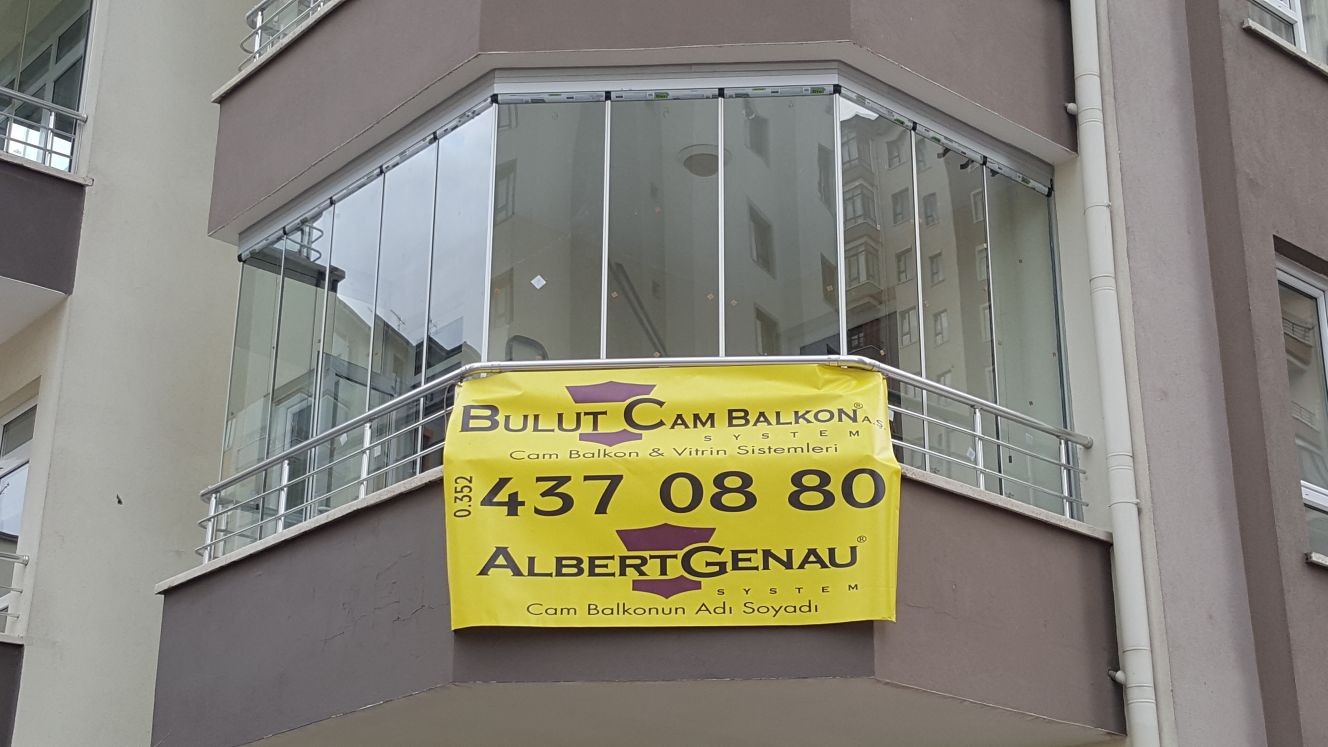 BULUT CAM BALKON® A.Ş.
SYSTEM
Cam Balkon & Vitrin Sistemleri
0.352 437 08 80
ALBERTGENAU®
SYSTEM
Cam Balkonun Adı Soyadı